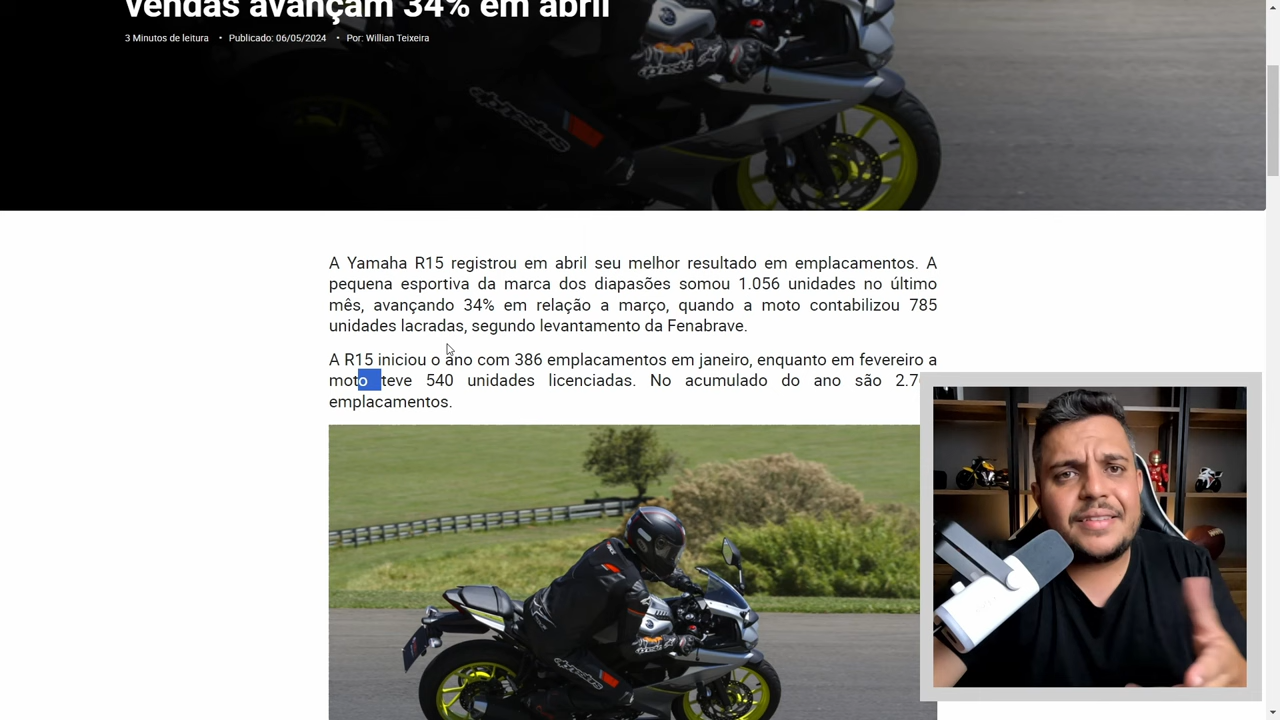 vendas avançam 34% em abril
3 Minutos de leitura • Publicado: 06/05/2024 • Por: Willian Teixeira
alpinestars
A Yamaha R15 registrou em abril seu melhor resultado em emplacamentos. A
pequena esportiva da marca dos diapasões somou 1.056 unidades no último
mês, avançando 34% em relação a março, quando a moto contabilizou 785
unidades lacradas, segundo levantamento da Fenabrave.
A R15 iniciou o ano com 386 emplacamentos em janeiro, enquanto em fevereiro a
moto teve 540 unidades licenciadas. No acumulado do ano são
emplacamentos.
alpinestars